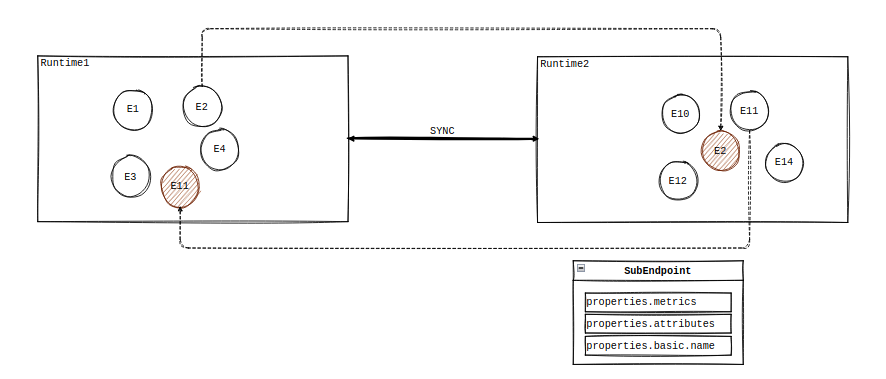 Runtime1
E1
E2
E4
E3
E11
SYNC
Runtime2
E10
E11
E2
E12
E14
SubEndpoint
properties.metrics
properties.attributes
properties.basic.name